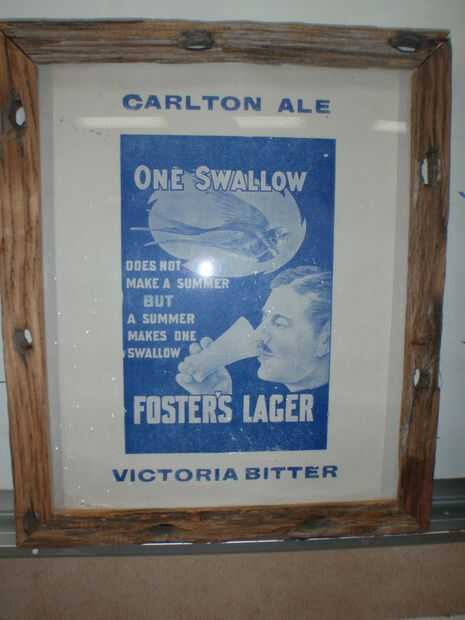 CARLTON ALE
ONE SWALLOW
DOES NOT
MAKE A SUMMER
BUT
A SUMMER
MAKES ONE
SWALLOW
FOSTER'S LAGER
VICTORIA BITTER